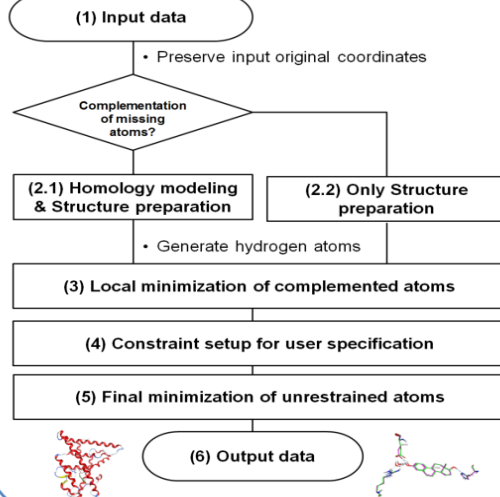 (1) Input data
• Preserve input original coordinates
Complementation
of missing
atoms?
(2.1) Homology modeling
& Structure preparation
(2.2) Only Structure
preparation
• Generate hydrogen atoms
(3) Local minimization of complemented atoms
(4) Constraint setup for user specification
(5) Final minimization of unrestrained atoms
(6) Output data